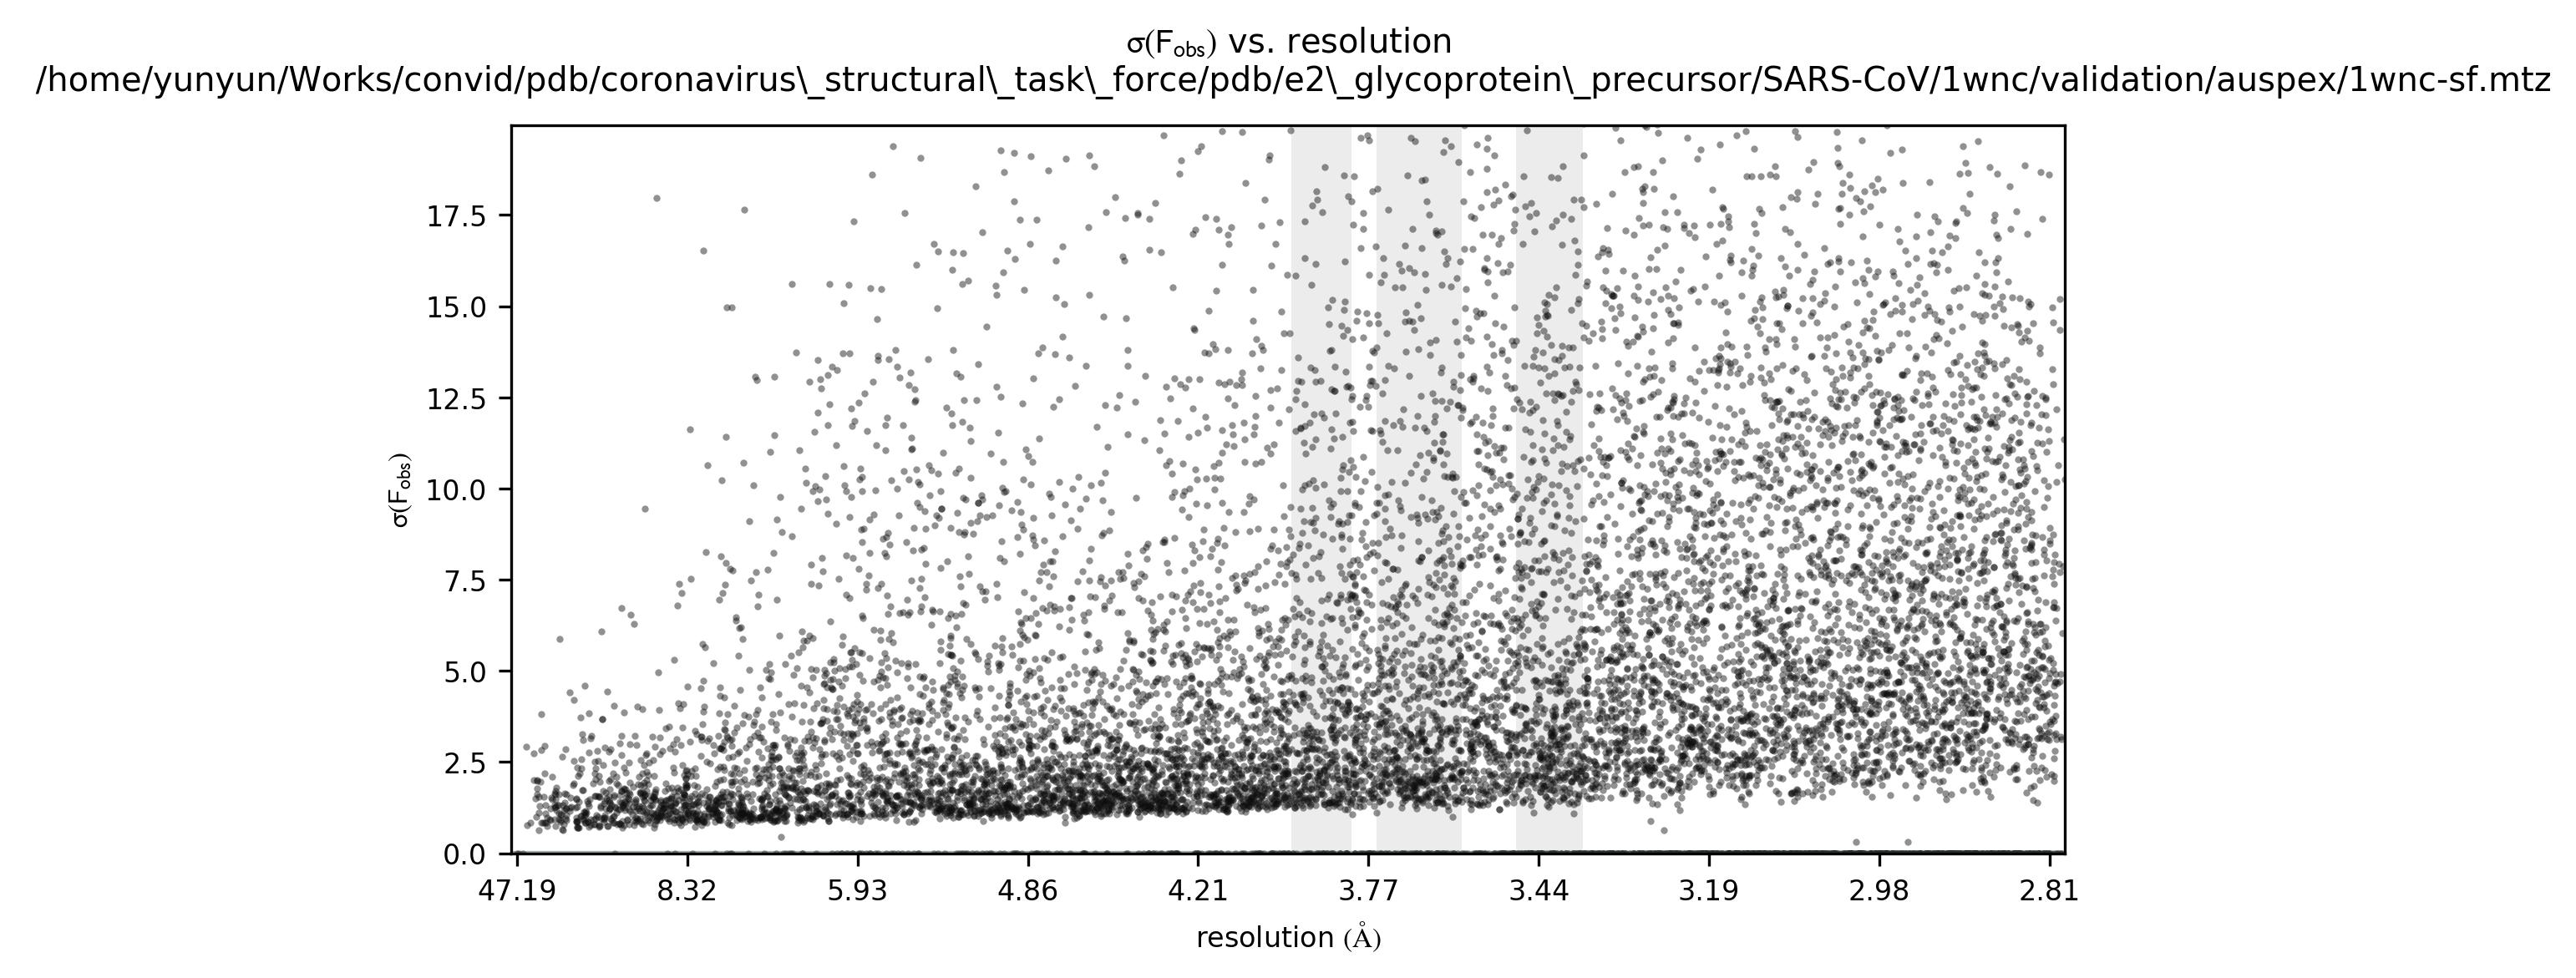 σ(Fobs) vs. resolution
/home/yunyun/Works/convid/pdb/coronavirus\_structural\_task\_force/pdb/e2\_glycoprotein\_precursor/SARS-CoV/1wnc/validation/auspex/1wnc-sf.mtz
σ(Fobs)
17.5
15.0
12.5
10.0
7.5
5.0
2.5
0.0
47.19 8.32 5.93 4.86 4.21 3.77 3.44 3.19 2.98 2.81
resolution (Å)